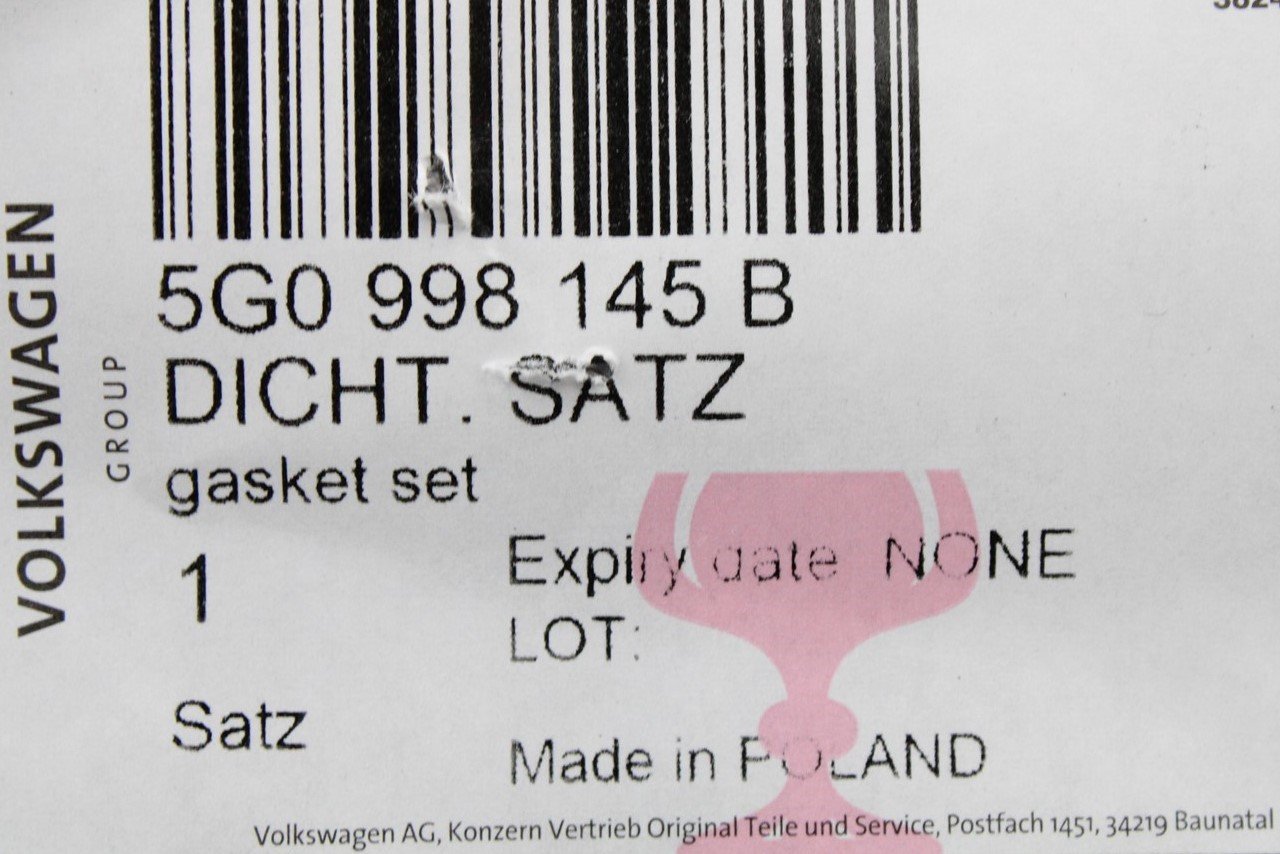 5G0 998 145 B
DICHT. SATZ
gasket set
1
Expiry date NONE
LOT:
Satz
Made in POLAND
Volkswagen AG, Konzern Vertrieb Original Teile und Service, Postfach 1451, 34219 Baunatal
VOLKSWAGEN
GROUP